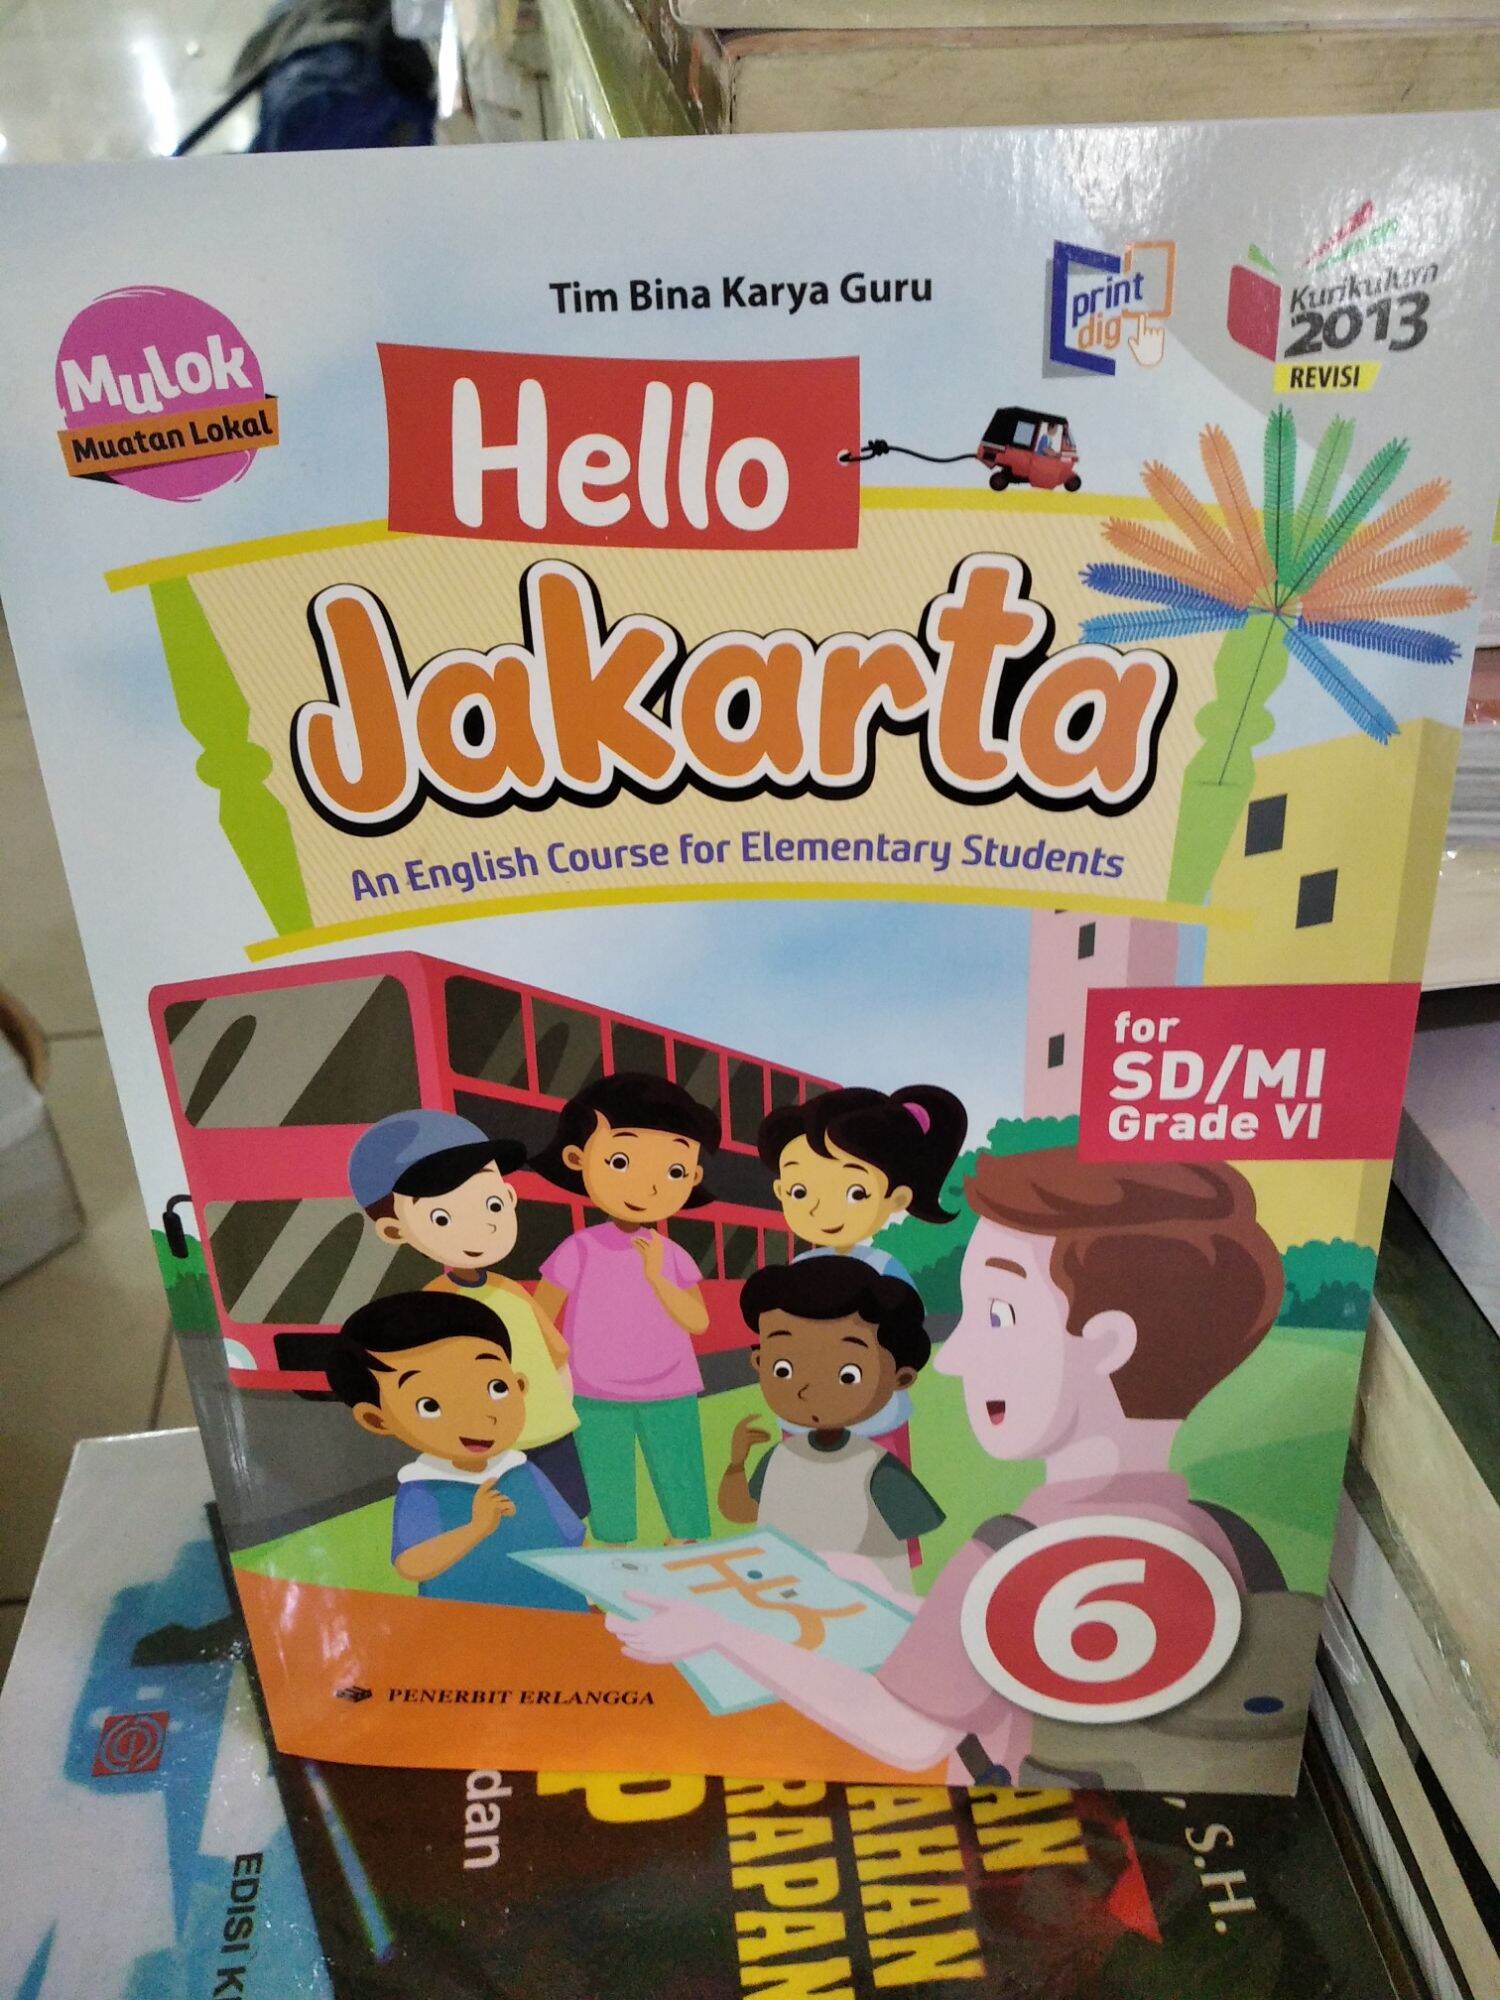 Tim Bina Karya Guru
print
dig
Kurikulum
2013
REVISI
Mulok
Muatan Lokal
Hello
Jakarta
An English Course for Elementary Students
for
SD/MI
Grade VI
6
PENERBIT ERLANGGA
dan
S.H.